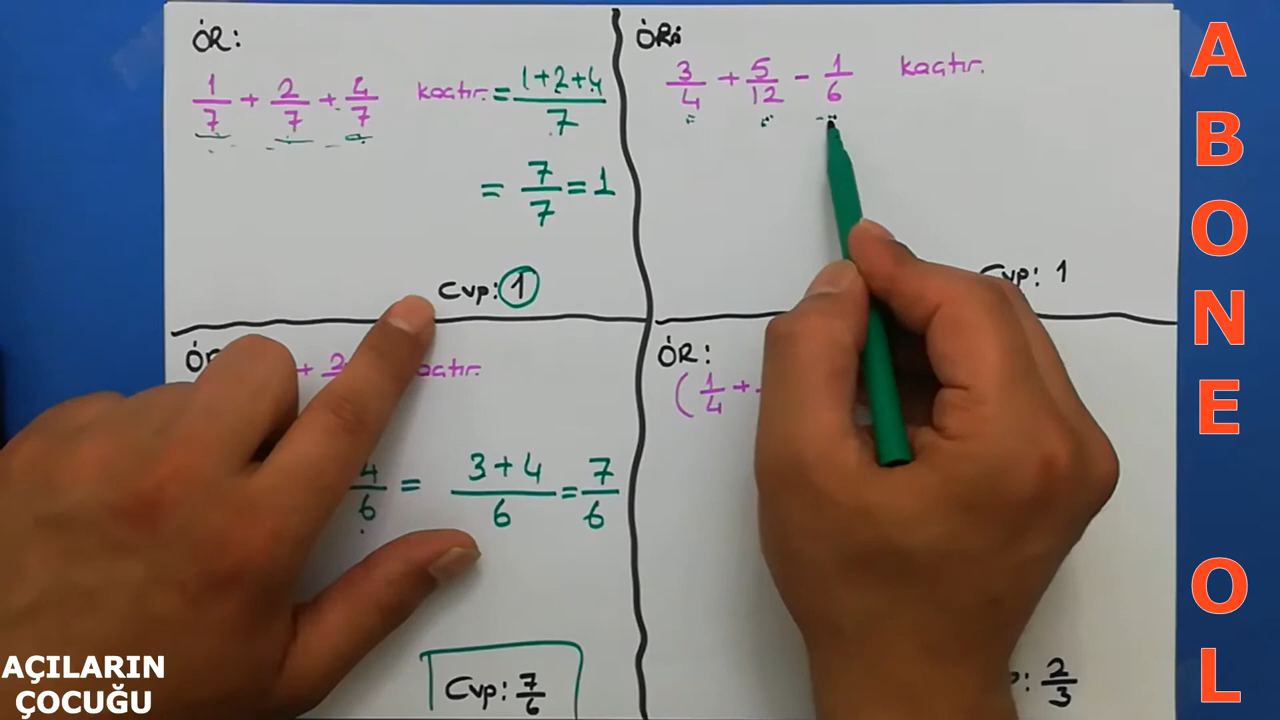 ÖR:
1/7 + 2/7 + 4/7 kaçtır. = 1+2+4/7
= 7/7 = 1
Cvp: 1
ÖR:
3/4 + 5/12 - 1/6 kaçtır.
Cvp: 1
+
4/6 = 3+4/6 = 7/6
Cvp: 7/6
ÖR:
(1/4 +
2/3
ABONE OL
AÇILARIN
ÇOCUĞU